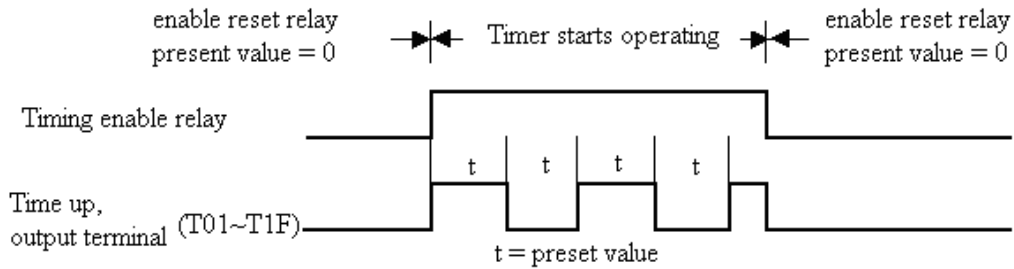 enable reset relay
present value = 0
Timer starts operating
enable reset relay
present value = 0
Timing enable relay
t t t t
Time up,
output terminal (T01~T1F)
t = preset value